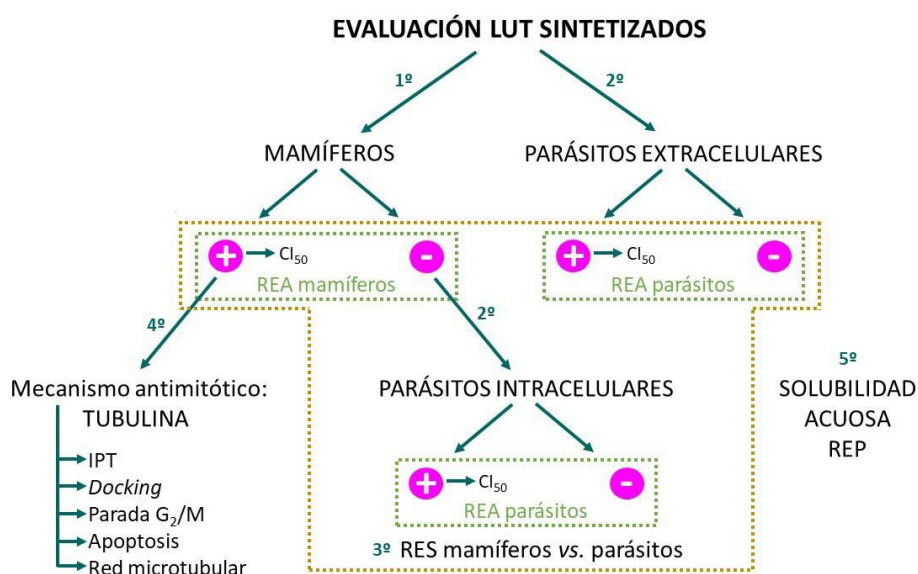 EVALUACIÓN LUT SINTETIZADOS
1º
2º
MAMÍFEROS
PARÁSITOS EXTRACELULARES
+ CI50 -
REA mamíferos
+ CI50 -
REA parásitos
4º
2º
Mecanismo antimitótico:
TUBULINA
IPT
Docking
Parada G2/M
Apoptosis
Red microtubular
PARÁSITOS INTRACELULARES
+ CI50 -
REA parásitos
3º RES mamíferos vs. parásitos
5º
SOLUBILIDAD
ACUOSA
REP